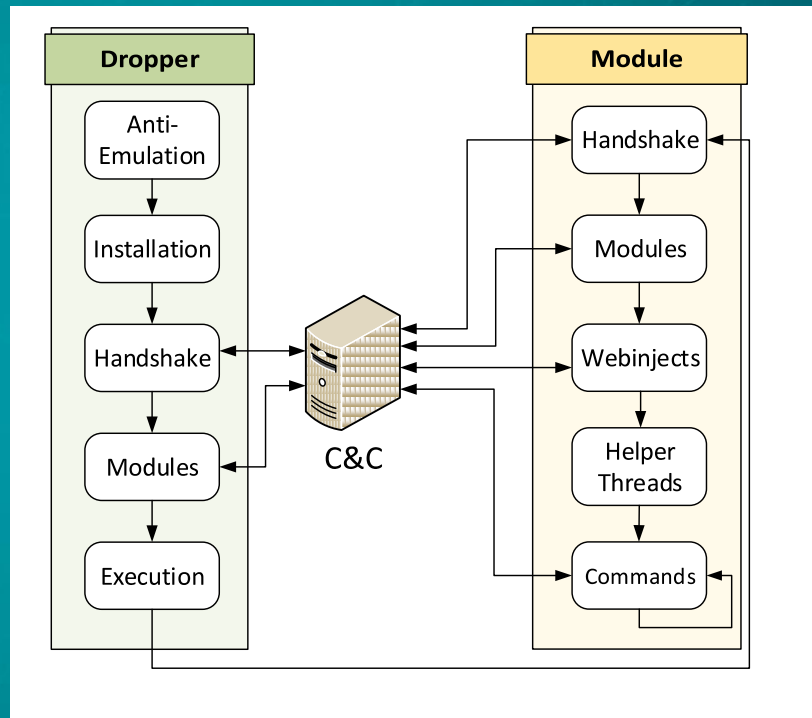 Dropper
Anti-
Emulation
Installation
Handshake
Modules
Execution
C&C
Module
Handshake
Modules
Webinjects
Helper
Threads
Commands